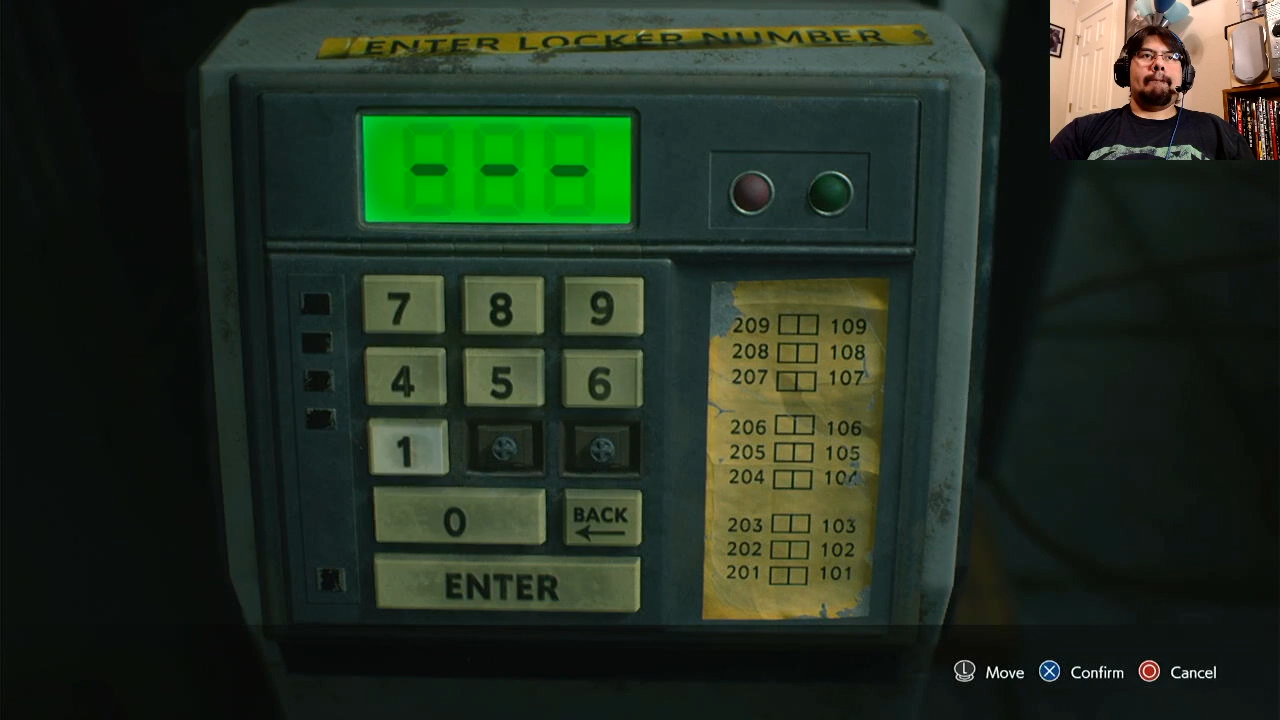 ENTER LOCKER NUMBER
- - -
7 8 9
4 5 6
1
0 BACK
ENTER
209 109
208 108
207 107
206 106
205 105
204 104
203 103
202 102
201 101
L Move Confirm Cancel